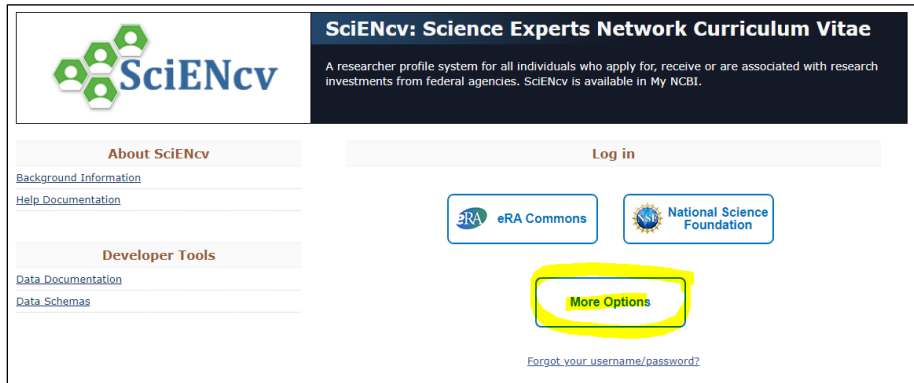 SciENcv
SciENcv: Science Experts Network Curriculum Vitae
A researcher profile system for all individuals who apply for, receive or are associated with research
investments from federal agencies. SciENcv is available in My NCBI.
About SciENcv
Background Information
Help Documentation
Developer Tools
Data Documentation
Data Schemas
Log in
eRA
eRA Commons
NSF
National Science
Foundation
More Options
Forgot your username/password?